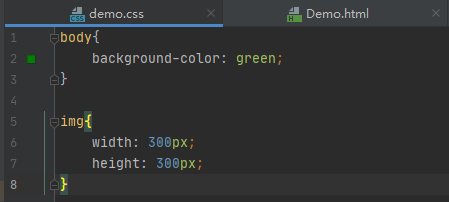 demo.css
Demo.html
1 body{
2 background-color: green;
3 }
4
5 img{
6 width: 300px;
7 height: 300px;
8 }